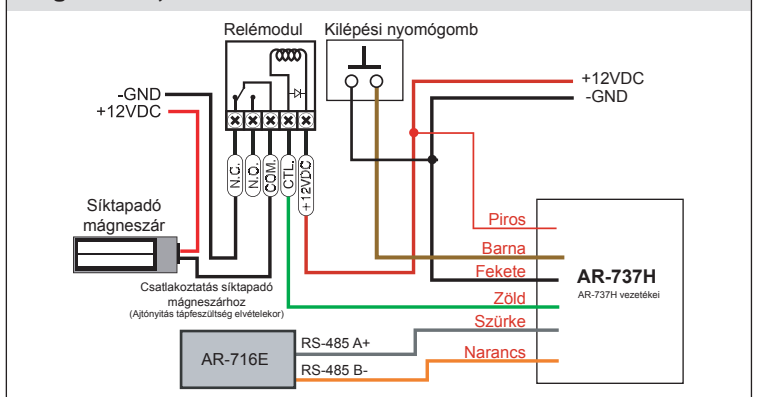 Relémodul
Kilépési nyomógomb
-GND
+12VDC
+12VDC
-GND
N.C.
N.O.
COM.
CTL.
+12VDC
Síktapadó
mágneszár
Csatlakoztatás síktapadó
mágneszárhoz
(Ajtónyitás tápfeszültség elvételekor)
Piros
Barna
Fekete
Zöld
Szürke
Narancs
AR-737H
AR-737H vezetékei
AR-716E
RS-485 A+
RS-485 B-